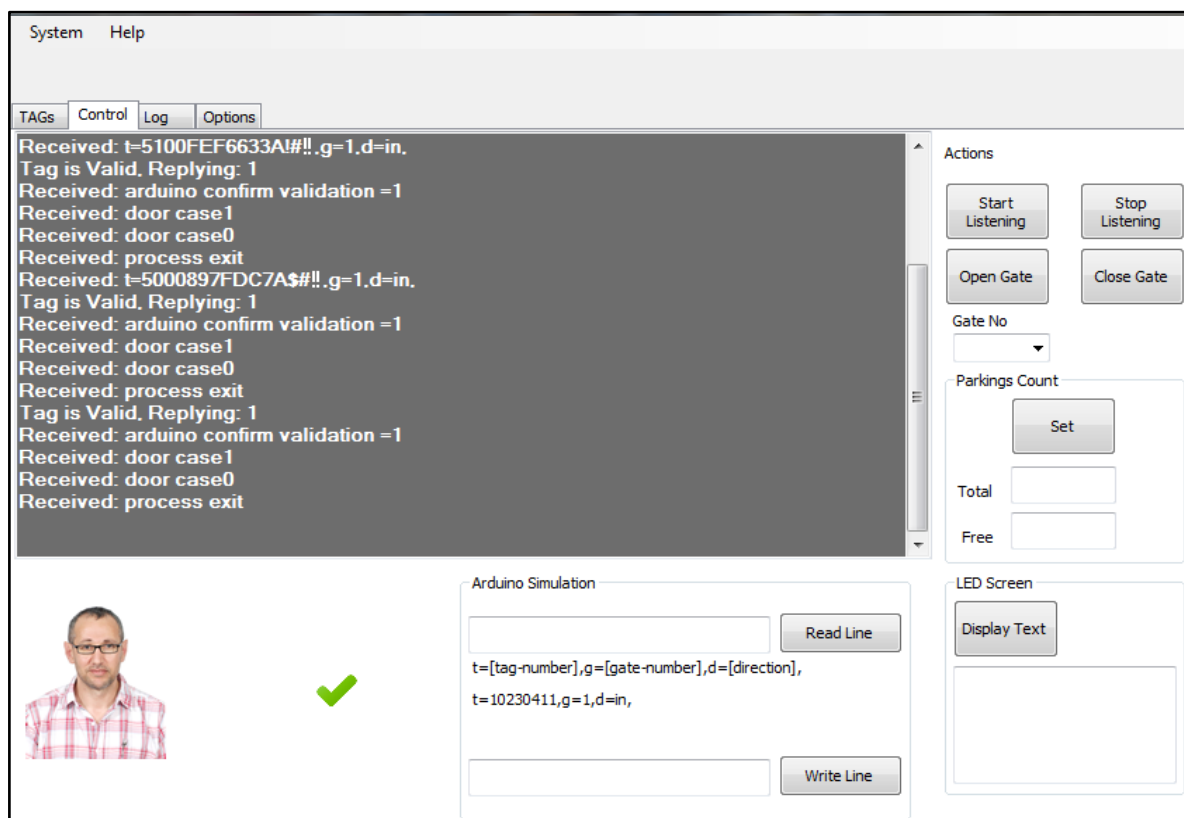 System Help
TAGs Control Log Options
Received: t=5100FEF6633A!#‼.g=1.d=in.
Tag is Valid. Replying: 1
Received: arduino confirm validation =1
Received: door case1
Received: door case0
Received: process exit
Received: t=5000897FDC7A$#‼.g=1.d=in.
Tag is Valid. Replying: 1
Received: arduino confirm validation =1
Received: door case1
Received: door case0
Received: process exit
Tag is Valid. Replying: 1
Received: arduino confirm validation =1
Received: door case1
Received: door case0
Received: process exit
Actions
Start Listening
Stop Listening
Open Gate
Close Gate
Gate No
Parkings Count
Set
Total
Free
Arduino Simulation
Read Line
t=[tag-number],g=[gate-number],d=[direction],
t=10230411,g=1,d=in,
Write Line
LED Screen
Display Text